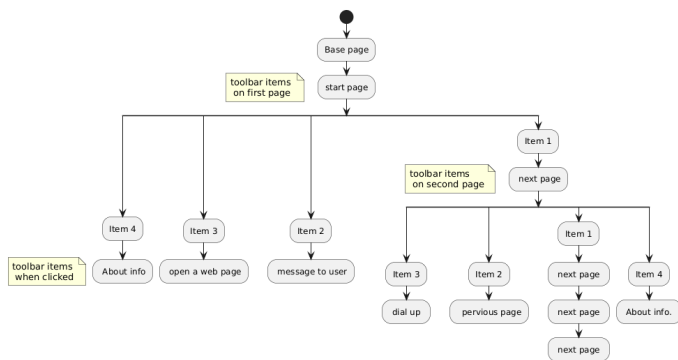 Base page
toolbar items
on first page
start page
Item 1
toolbar items
on second page
next page
Item 4
Item 3
Item 2
Item 1
toolbar items
when clicked
About info
open a web page
message to user
Item 3
Item 2
next page
Item 4
dial up
pervious page
next page
About info.
next page